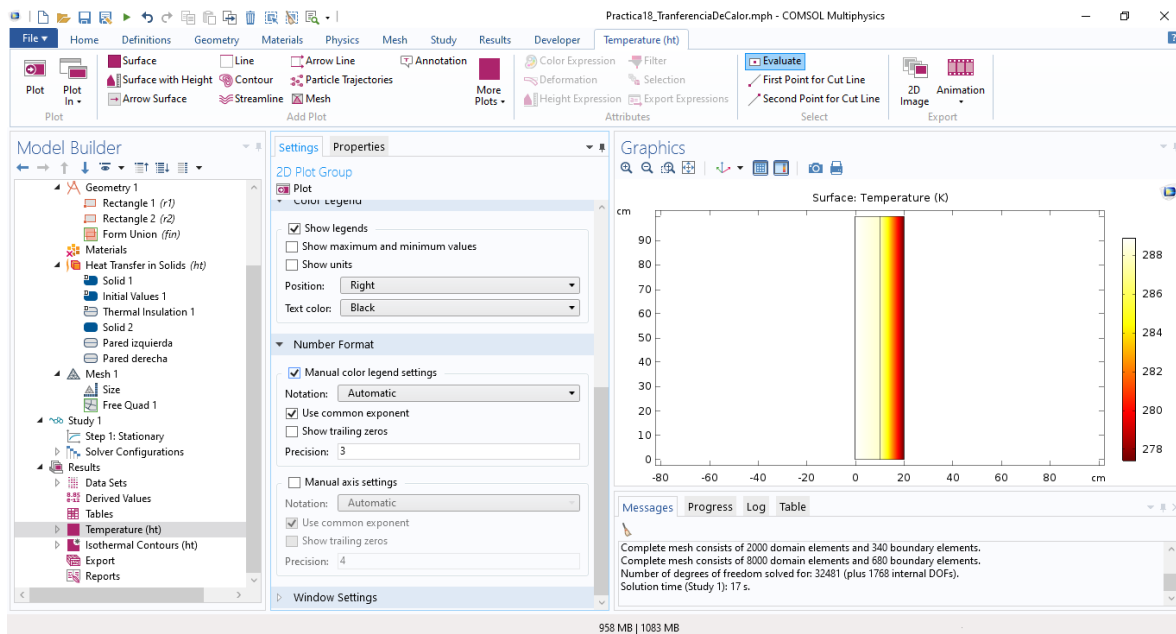 Practica18_TranferenciaDeCalor.mph - COMSOL Multiphysics
File Home Definitions Geometry Materials Physics Mesh Study Results Developer Temperature (ht)
Plot
Plot In
Plot
Surface Line Arrow Line Annotation
Surface with Height Contour Particle Trajectories
Arrow Surface Streamline Mesh
More Plots
Add Plot
Color Expression Filter
Deformation Selection
Height Expression Export Expressions
Attributes
Evaluate
First Point for Cut Line
Second Point for Cut Line
Select
2D Image
Animation
Export
Model Builder
Geometry 1
Rectangle 1 (r1)
Rectangle 2 (r2)
Form Union (fin)
Materials
Heat Transfer in Solids (ht)
Solid 1
Initial Values 1
Thermal Insulation 1
Solid 2
Pared izquierda
Pared derecha
Mesh 1
Size
Free Quad 1
Study 1
Step 1: Stationary
Solver Configurations
Results
Data Sets
Derived Values
Tables
Temperature (ht)
Isothermal Contours (ht)
Export
Reports
Settings Properties
2D Plot Group
Plot
Color Legend
Show legends
Show maximum and minimum values
Show units
Position: Right
Text color: Black
Number Format
Manual color legend settings
Notation: Automatic
Use common exponent
Show trailing zeros
Precision: 3
Manual axis settings
Notation: Automatic
Use common exponent
Show trailing zeros
Precision: 4
Window Settings
Graphics
Surface: Temperature (K)
cm
90
80
70
60
50
40
30
20
10
0
-80 -60 -40 -20 0 20 40 60 80 cm
288
286
284
282
280
278
Messages Progress Log Table
Complete mesh consists of 2000 domain elements and 340 boundary elements.
Complete mesh consists of 8000 domain elements and 680 boundary elements.
Number of degrees of freedom solved for: 32481 (plus 1768 internal DOFs).
Solution time (Study 1): 17 s.
958 MB | 1083 MB